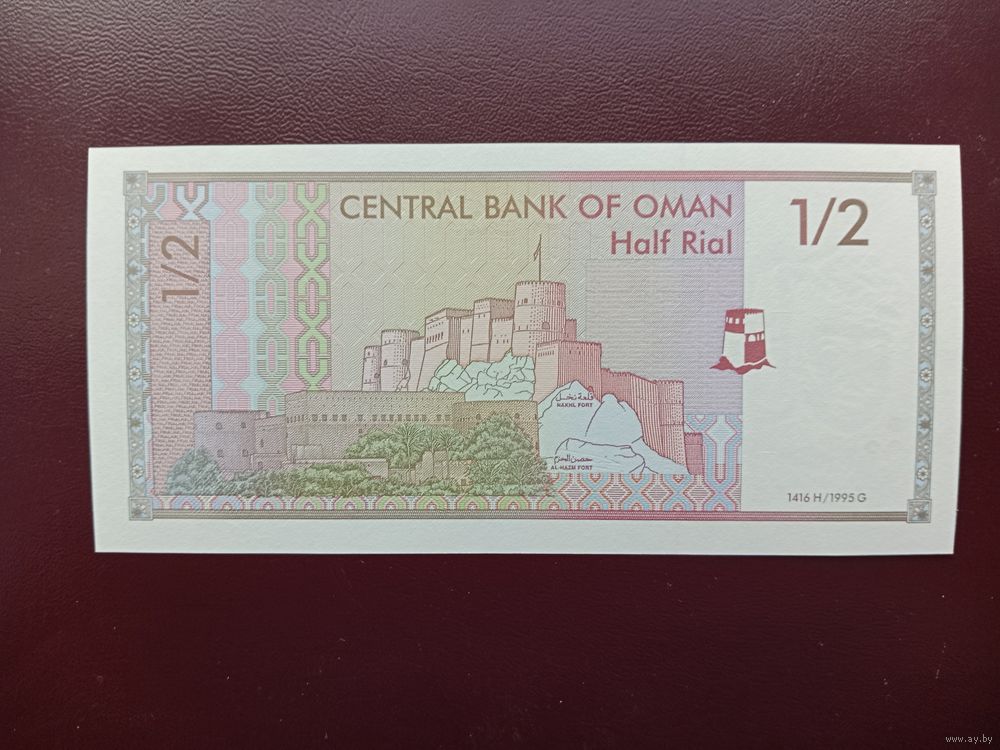 CENTRAL BANK OF OMAN
Half Rial
1/2
1/2
قلعة نخل
NAKHL FORT
حصن الحزم
AL-HAZM FORT
1416 H/1995 G
www.ay.by